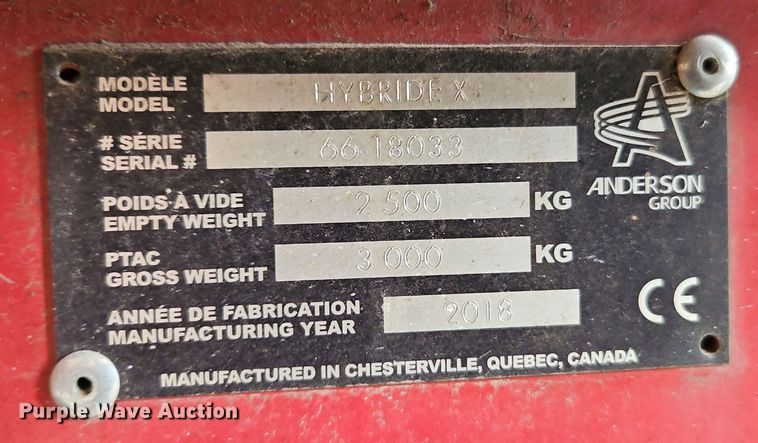 MODÈLE
MODEL HYBRIDE X
# SÉRIE
SERIAL # 66-18033
POIDS À VIDE
EMPTY WEIGHT 2 500 KG
PTAC
GROSS WEIGHT 3 000 KG
ANNÉE DE FABRICATION
MANUFACTURING YEAR 2018
ANDERSON
GROUP
CE
MANUFACTURED IN CHESTERVILLE, QUEBEC, CANADA
Purple Wave Auction